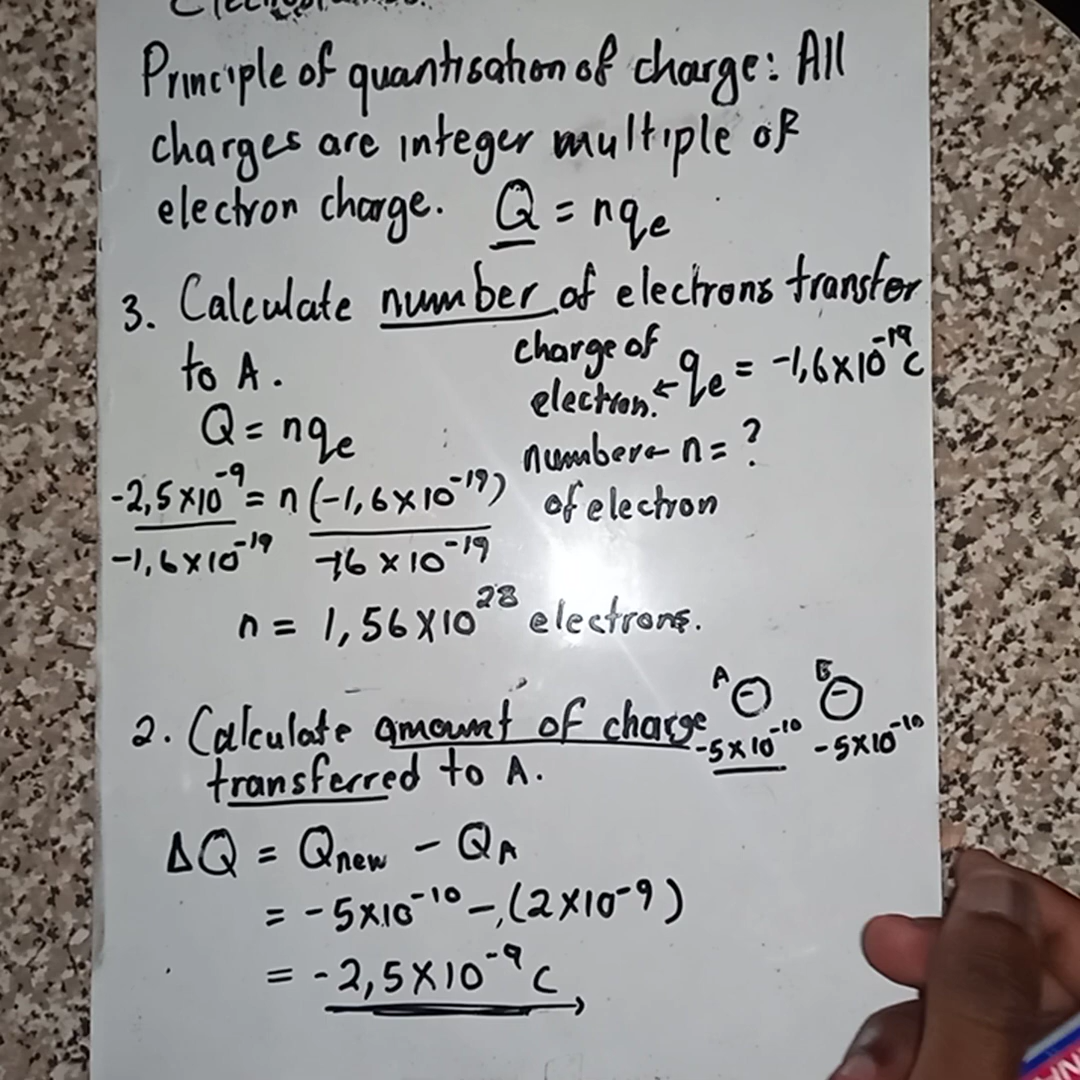 Principle of quantisation of charge: All
charges are integer multiple of
electron charge. Q = nqe
3. Calculate number of electrons transfer
to A.
charge of electron. ← qe = -1,6×10^-19 C
Q = nqe
number of electron ← n = ?
-2,5×10^-9 / -1,6×10^-19 = n(-1,6×10^-19) / -16×10^-19
n = 1,56×10^28 electrons.
2. Calculate amount of charge
transferred to A.
A ⊖ B ⊖
-5×10^-10 -5×10^-10
ΔQ = Qnew - QA
= -5×10^-10 - (2×10^-9)
= -2,5×10^-9 C